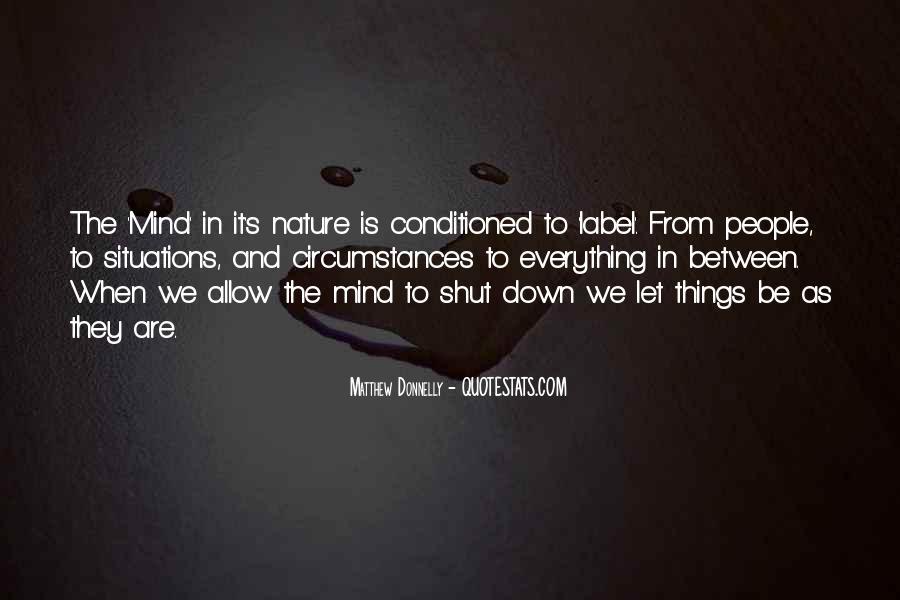 The 'Mind' in it's nature is conditioned to 'label'. From people,
to situations, and circumstances to everything in between.
When we allow the mind to shut down we let things be as
they are.
Matthew Donnelly - QUOTESTATS.COM